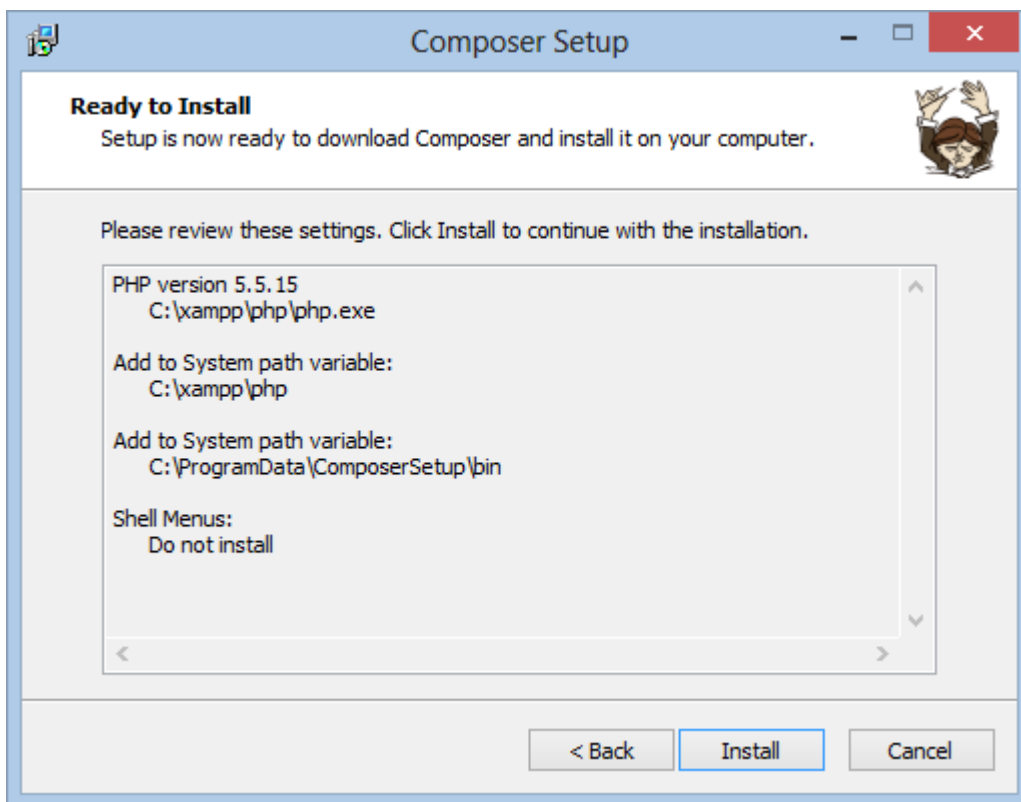 Composer Setup
Ready to Install
Setup is now ready to download Composer and install it on your computer.
Please review these settings. Click Install to continue with the installation.
PHP version 5.5.15
C:\xampp\php\php.exe
Add to System path variable:
C:\xampp\php
Add to System path variable:
C:\ProgramData\ComposerSetup\bin
Shell Menus:
Do not install
< Back Install Cancel